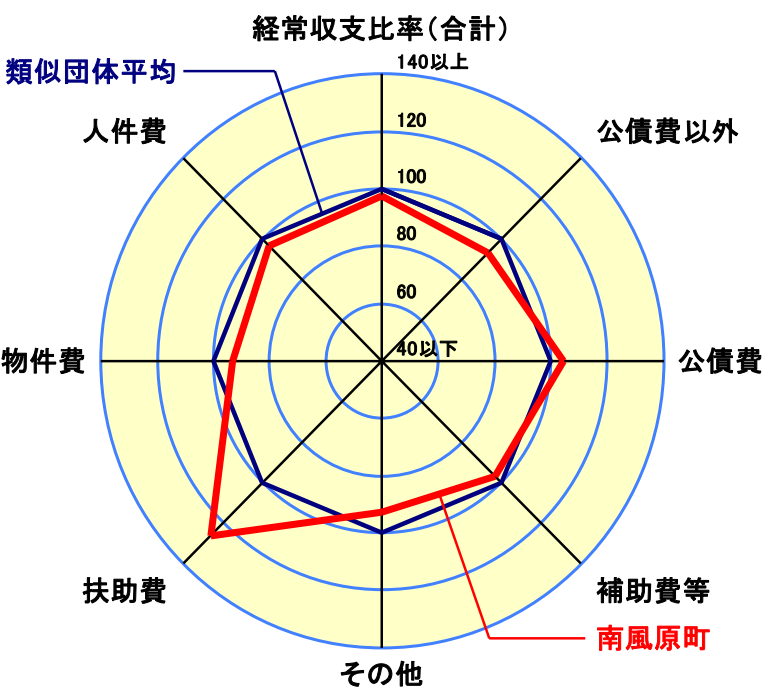 経常収支比率(合計)
140以上
類似団体平均
120
人件費
公債費以外
100
80
60
40以下
物件費
公債費
扶助費
補助費等
南風原町
その他